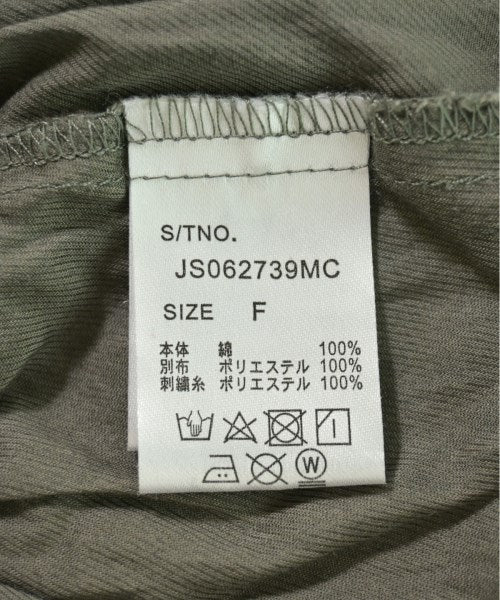 S/TNO.
JS062739MC
SIZE F
本体 綿 100%
別布 ポリエステル 100%
刺繍糸 ポリエステル 100%
W